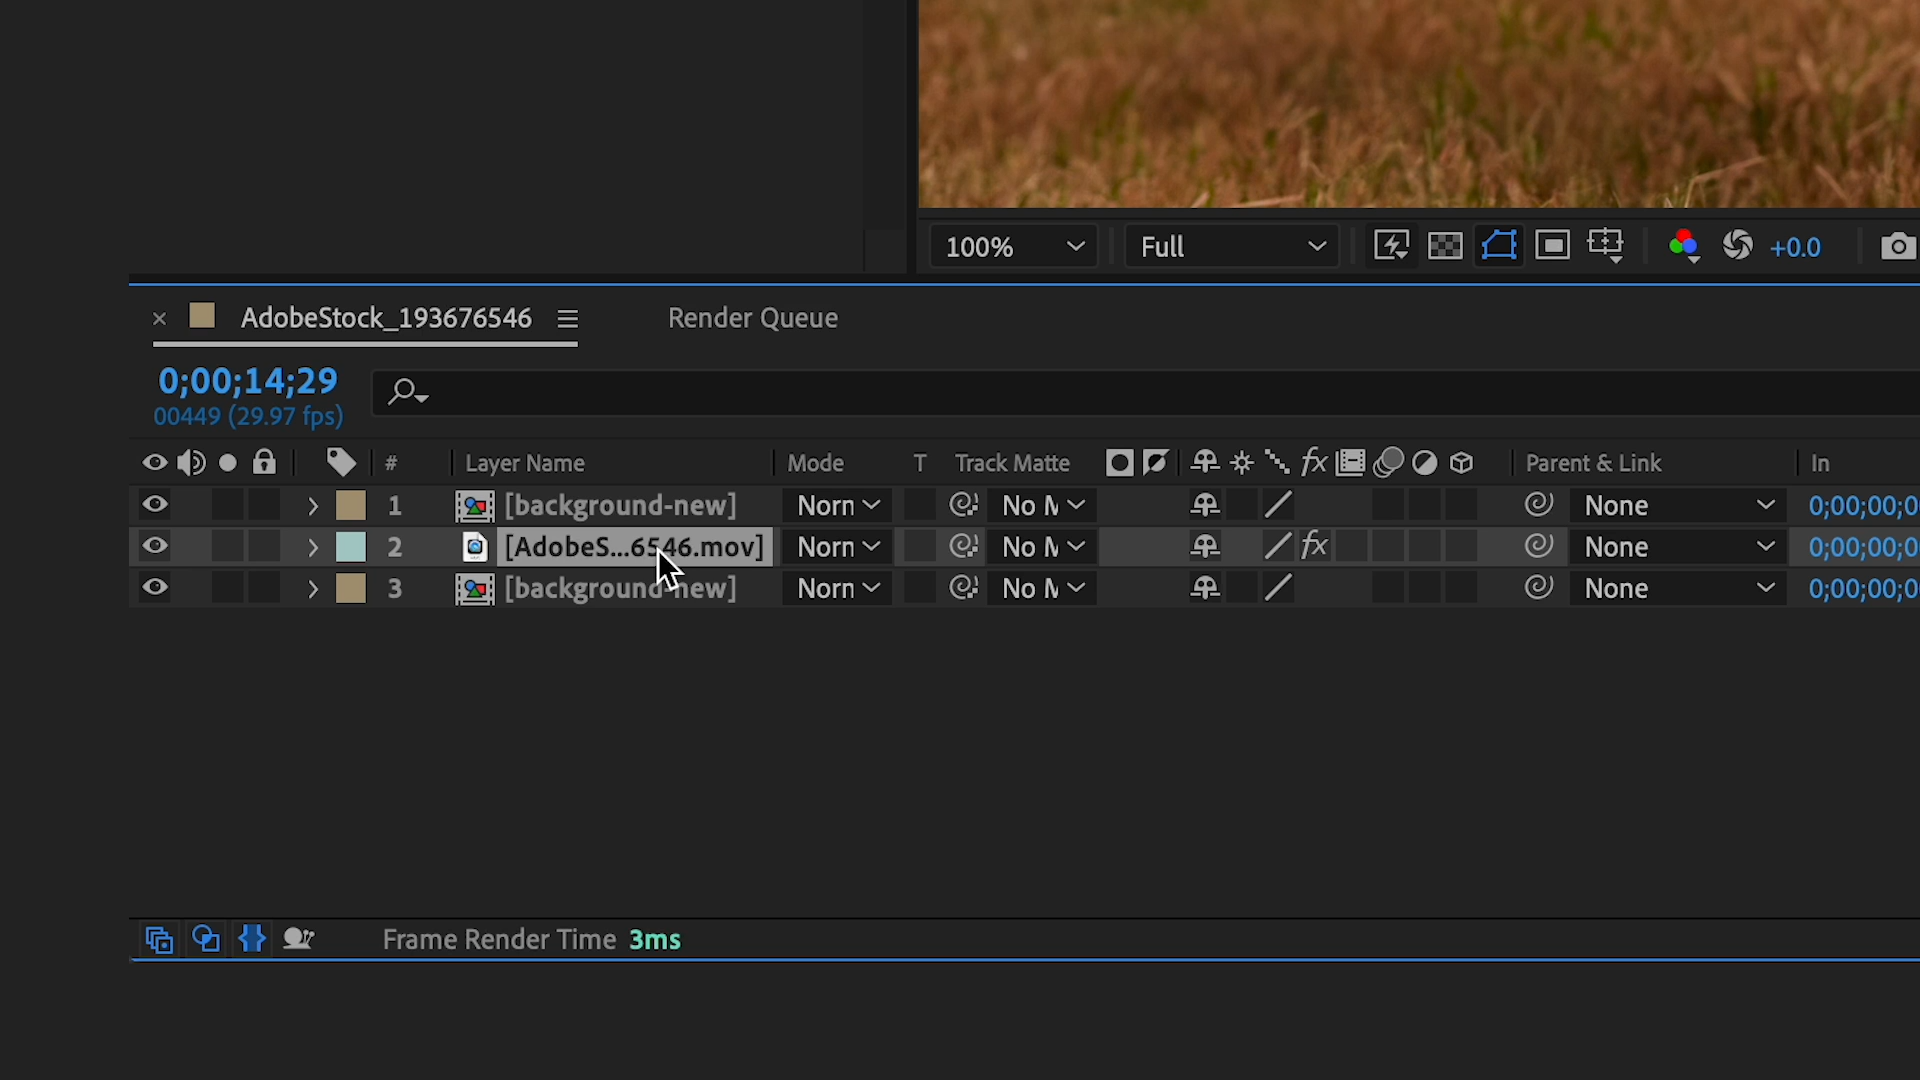 100% Full +0.0
AdobeStock_193676546 Render Queue
0;00;14;29
00449 (29.97 fps)
# Layer Name Mode T Track Matte fx Parent & Link In
1 [background-new] Norn No M None 0;00;00;0
2 [AdobeS...6546.mov] Norn No M fx None 0;00;00;0
3 [background-new] Norn No M None 0;00;00;0
Frame Render Time 3ms